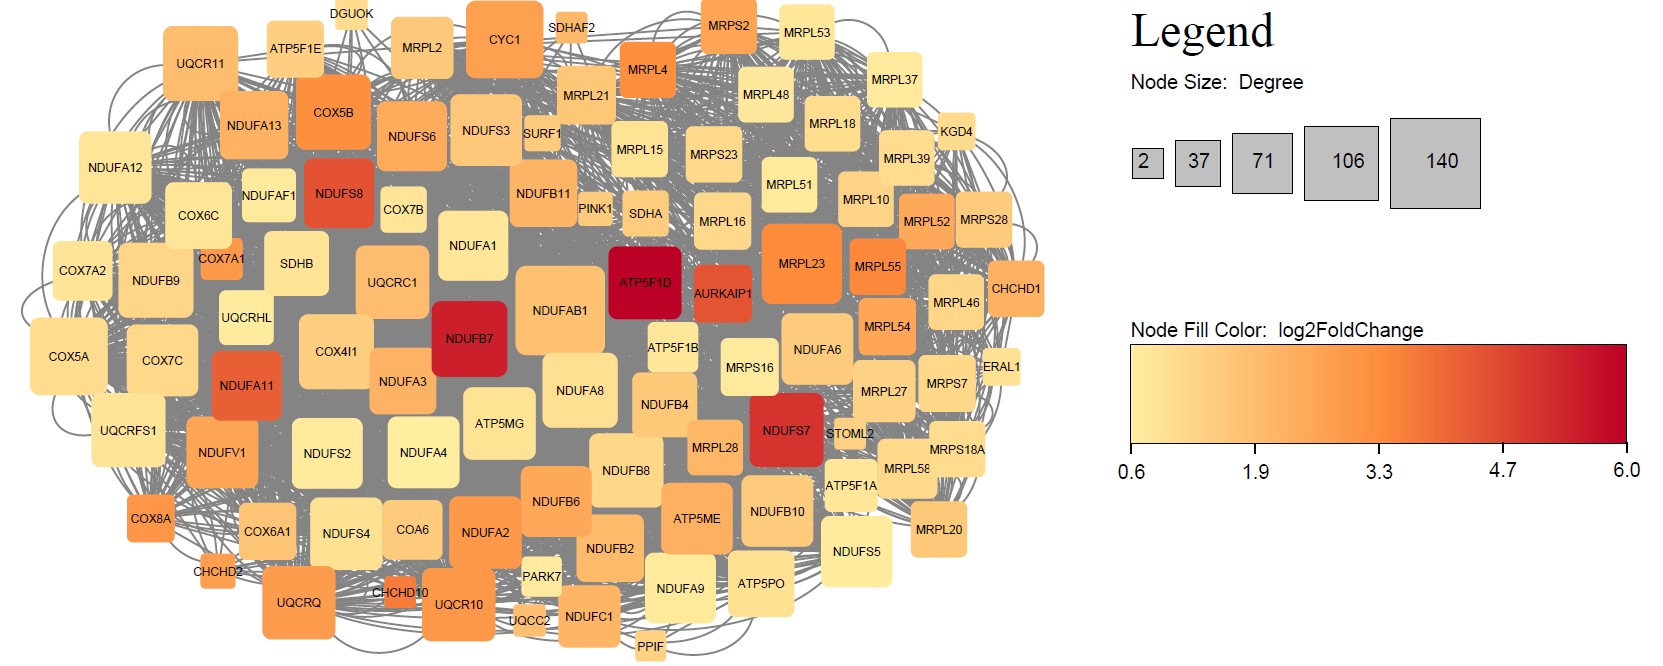 DGUOK
SDHAF2
MRPS2
MRPL53
UQCR11
ATP5F1E
MRPL2
CYC1
MRPL4
MRPL37
MRPL21
MRPL48
NDUFA13
COX5B
NDUFS6
NDUFS3
SURF1
MRPL18
KGD4
NDUFA12
MRPL15
MRPS23
MRPL39
NDUFAF1
NDUFS8
COX7B
NDUFB11
PINK1
SDHA
MRPL51
MRPL10
COX6C
MRPL16
MRPL52
MRPS28
COX7A2
NDUFB9
COX7A1
SDHB
NDUFA1
UQCRC1
ATP5F1D
AURKAIP1
MRPL23
MRPL55
CHCHD1
UQCRHL
NDUFAB1
MRPL46
COX5A
COX7C
COX4I1
NDUFB7
ATP5F1B
NDUFA6
MRPL54
NDUFA11
NDUFA3
NDUFA8
MRPS16
MRPL27
MRPS7
ERAL1
UQCRFS1
ATP5MG
NDUFB4
NDUFS7
STOML2
NDUFV1
NDUFS2
NDUFA4
MRPL28
MRPS18A
NDUFB8
MRPL58
ATP5F1A
COX8A
COX6A1
NDUFS4
COA6
NDUFA2
NDUFB6
ATP5ME
NDUFB10
MRPL20
NDUFB2
NDUFS5
CHCHD2
PARK7
NDUFA9
ATP5PO
UQCRQ
CHCHD10
UQCR10
UQCC2
NDUFC1
PPIF
Legend
Node Size: Degree
2 37 71 106 140
Node Fill Color: log2FoldChange
0.6 1.9 3.3 4.7 6.0